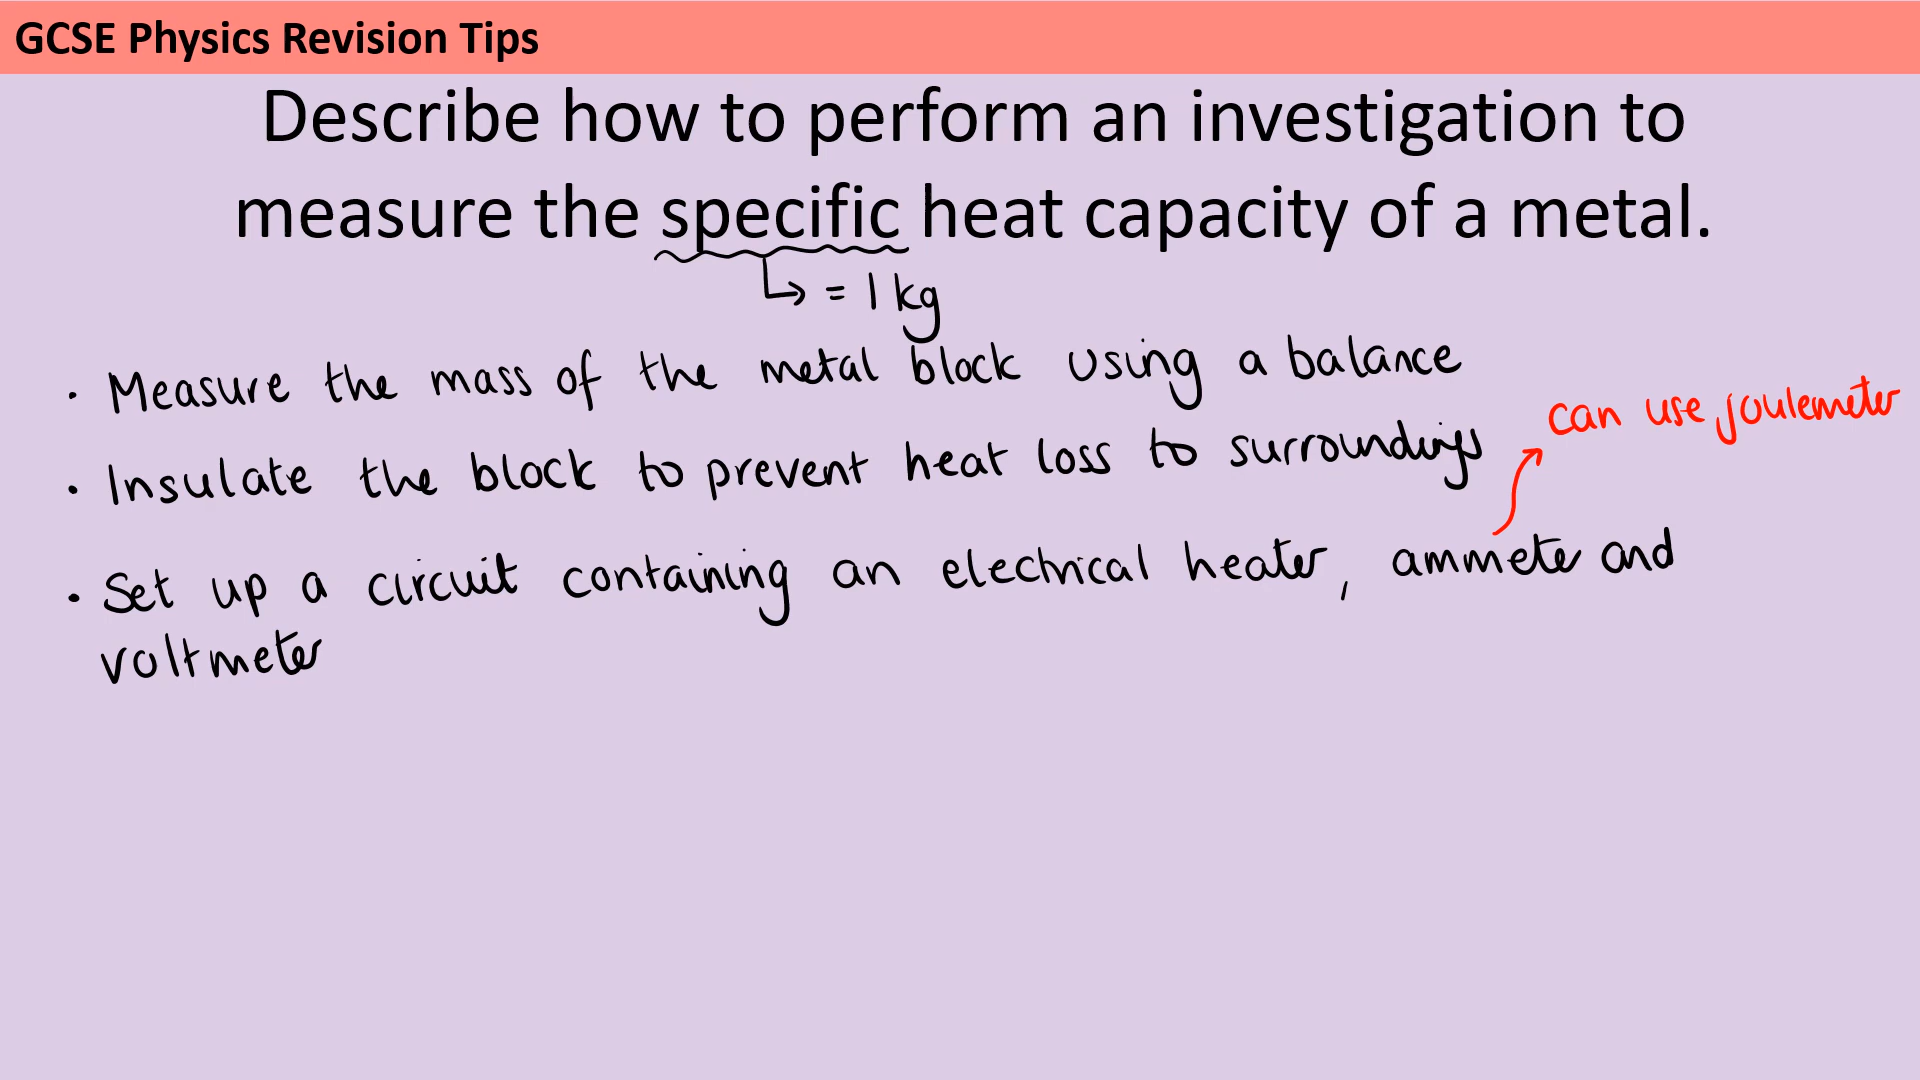 GCSE Physics Revision Tips
Describe how to perform an investigation to
measure the specific heat capacity of a metal.
= 1 kg
• Measure the mass of the metal block using a balance
can use joulemeter
• Insulate the block to prevent heat loss to surroundings
• Set up a circuit containing an electrical heater, ammeter and
voltmeter